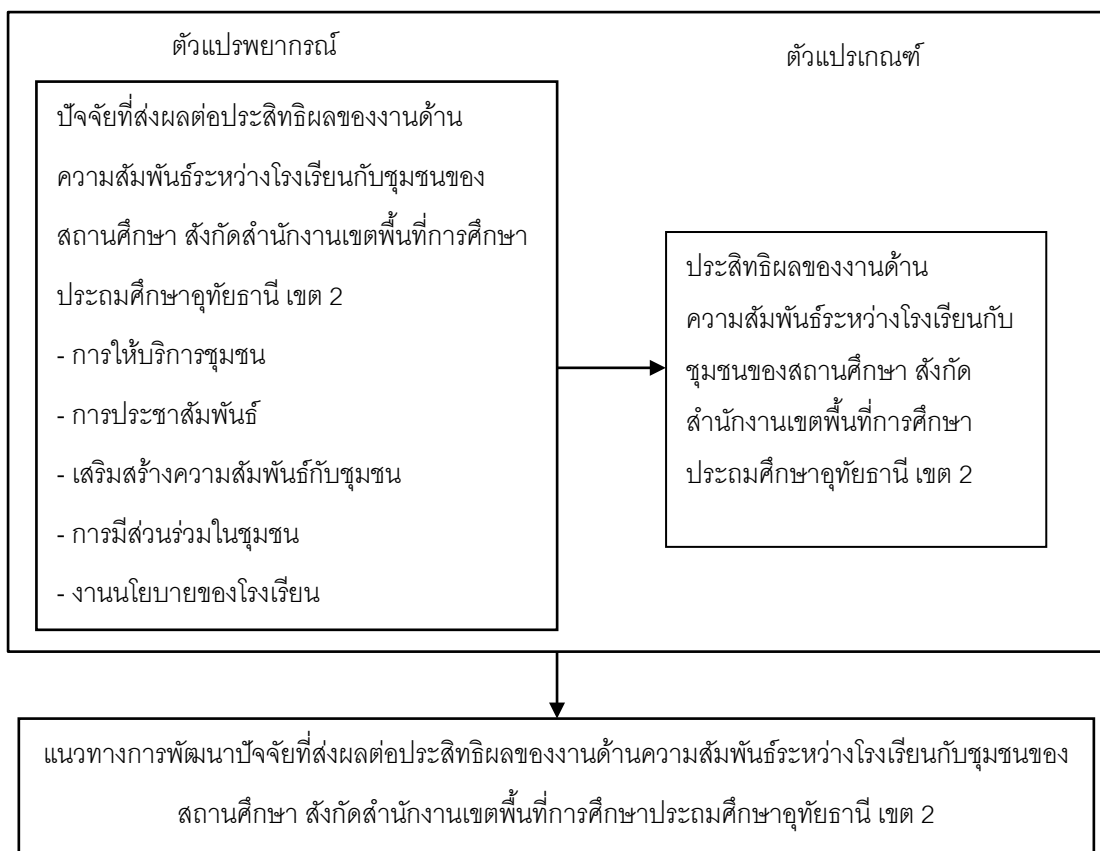 ตัวแปรพยากรณ์
ตัวแปรเกณฑ์
ปัจจัยที่ส่งผลต่อประสิทธิผลของงานด้าน
ความสัมพันธ์ระหว่างโรงเรียนกับชุมชนของ
สถานศึกษา สังกัดสำนักงานเขตพื้นที่การศึกษา
ประถมศึกษาอุทัยธานี เขต 2
- การให้บริการชุมชน
- การประชาสัมพันธ์
- เสริมสร้างความสัมพันธ์กับชุมชน
- การมีส่วนร่วมในชุมชน
- งานนโยบายของโรงเรียน
ประสิทธิผลของงานด้าน
ความสัมพันธ์ระหว่างโรงเรียนกับ
ชุมชนของสถานศึกษา สังกัด
สำนักงานเขตพื้นที่การศึกษา
ประถมศึกษาอุทัยธานี เขต 2
แนวทางการพัฒนาปัจจัยที่ส่งผลต่อประสิทธิผลของงานด้านความสัมพันธ์ระหว่างโรงเรียนกับชุมชนของ
สถานศึกษา สังกัดสำนักงานเขตพื้นที่การศึกษาประถมศึกษาอุทัยธานี เขต 2